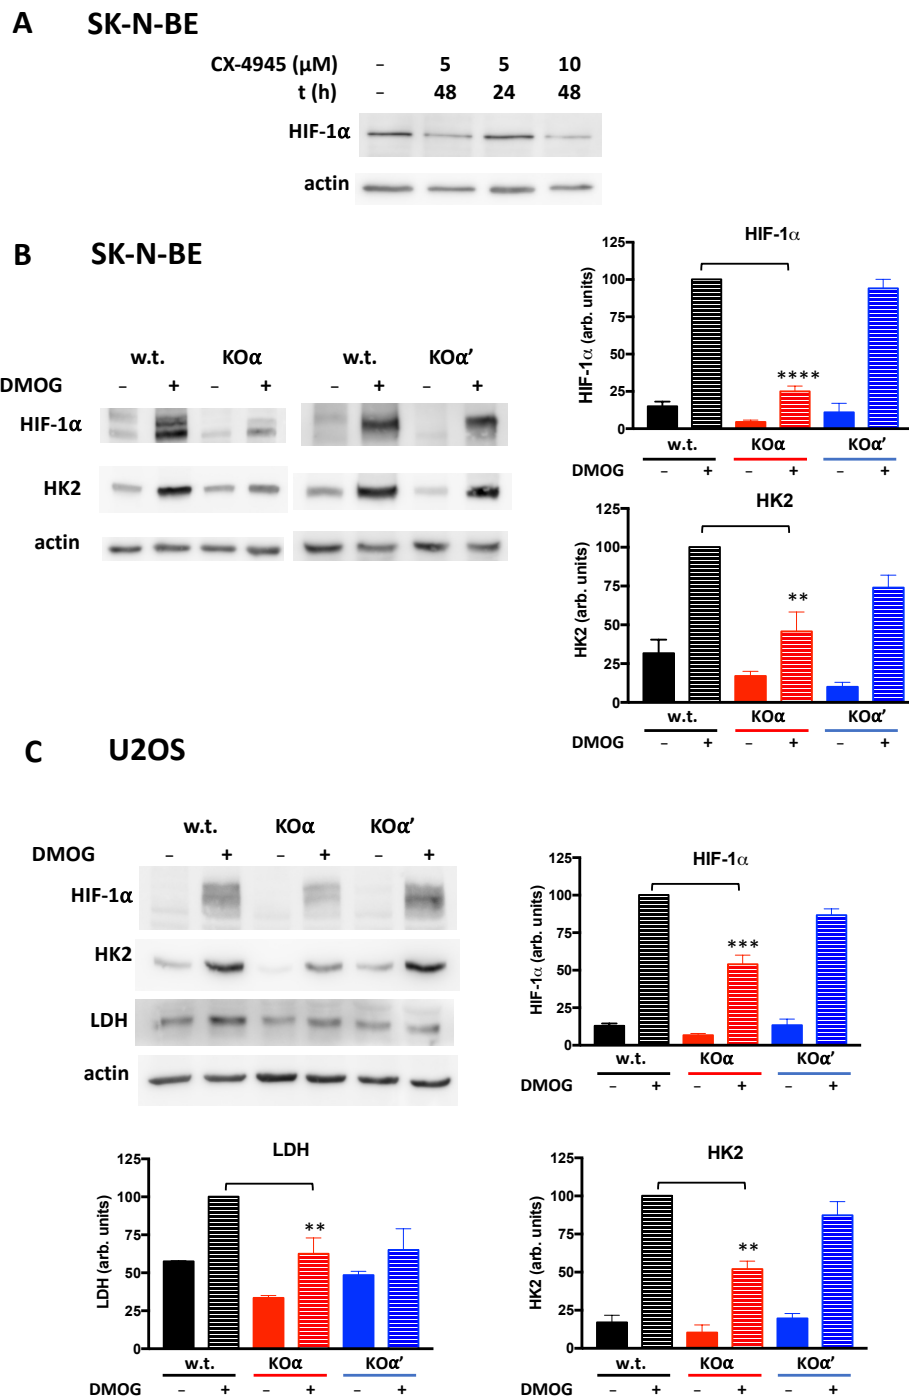 A SK-N-BE
CX-4945 (μM) – 5 5 10
t (h) – 48 24 48
HIF-1α
actin
B SK-N-BE
w.t. KOα w.t. KOα’
DMOG – + – + – + – +
HIF-1α
HK2
actin
HIF-1α
HIF-1α (arb. units)
125
100
75
50
25
0
****
w.t. KOα KOα’
DMOG – + – + – +
HK2
HK2 (arb. units)
125
100
75
50
25
0
**
w.t. KOα KOα’
DMOG – + – + – +
C U2OS
w.t. KOα KOα’
DMOG – + – + – +
HIF-1α
HK2
LDH
actin
HIF-1α
HIF-1α (arb. units)
125
100
75
50
25
0
***
w.t. KOα KOα’
DMOG – + – + – +
LDH
LDH (arb. units)
125
100
75
50
25
0
**
w.t. KOα KOα’
DMOG – + – + – +
HK2
HK2 (arb. units)
125
100
75
50
25
0
**
w.t. KOα KOα’
DMOG – + – + – +